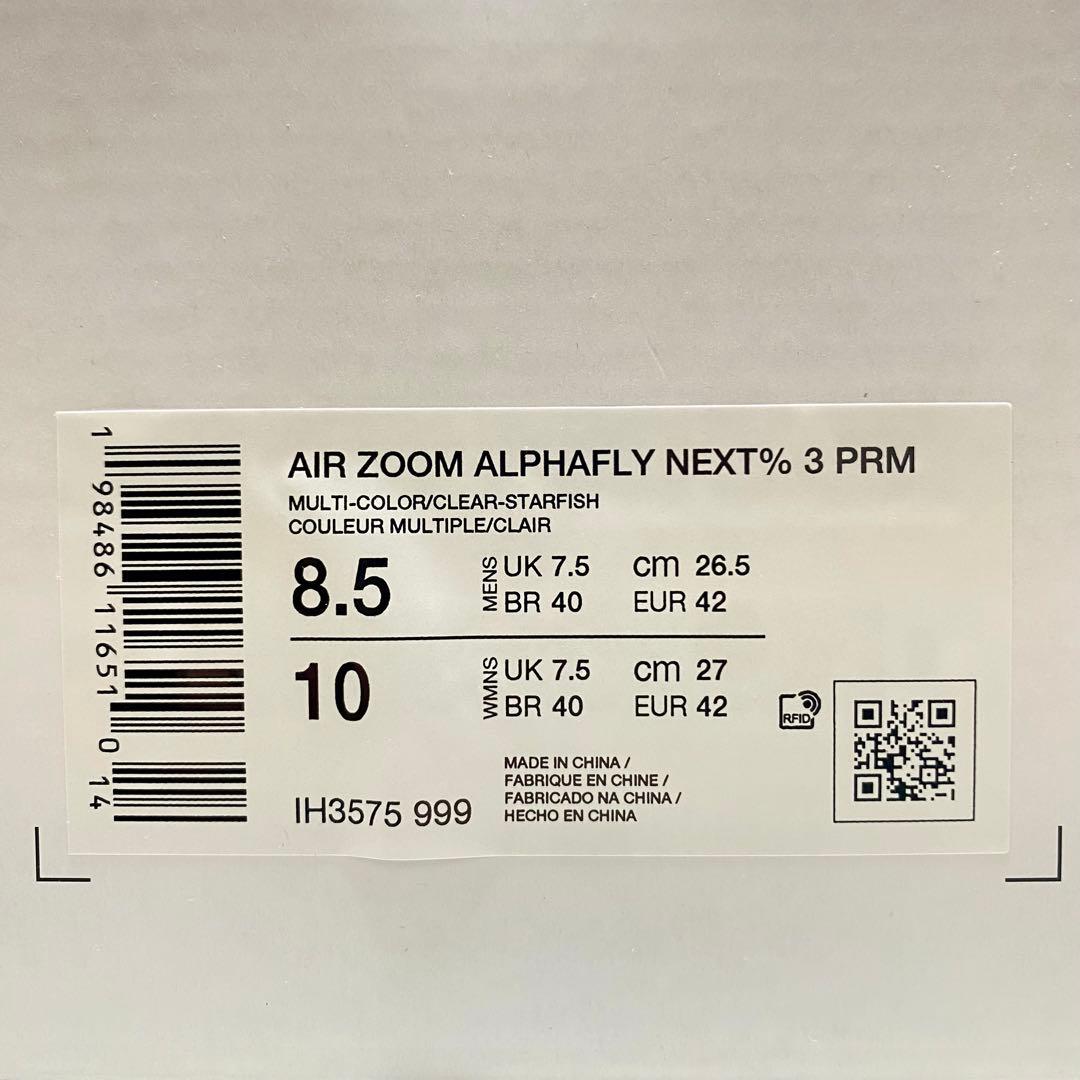 AIR ZOOM ALPHAFLY NEXT% 3 PRM
MULTI-COLOR/CLEAR-STARFISH
COULEUR MULTIPLE/CLAIR
8.5 MENS UK 7.5 cm 26.5
BR 40 EUR 42
10 WMNS UK 7.5 cm 27
BR 40 EUR 42
RFID
MADE IN CHINA /
FABRIQUE EN CHINE /
FABRICADO NA CHINA /
HECHO EN CHINA
IH3575 999
1 98486 11651 0 14